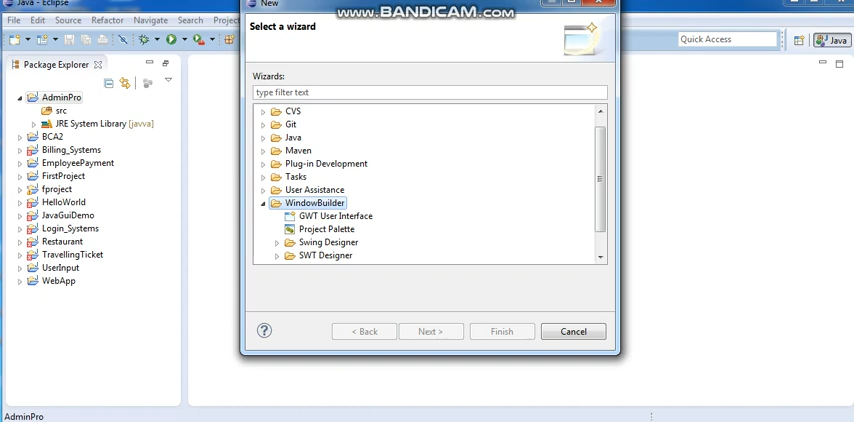 Java - Eclipse
New
www.BANDICAM.com
File Edit Source Refactor Navigate Search Project
Select a wizard
Quick Access
Java
Package Explorer
Wizards:
type filter text
AdminPro
src
JRE System Library [javva]
BCA2
Billing_Systems
EmployeePayment
FirstProject
fproject
HelloWorld
JavaGuiDemo
Login_Systems
Restaurant
TravellingTicket
UserInput
WebApp
CVS
Git
Java
Maven
Plug-in Development
Tasks
User Assistance
WindowBuilder
GWT User Interface
Project Palette
Swing Designer
SWT Designer
?
< Back
Next >
Finish
Cancel
AdminPro